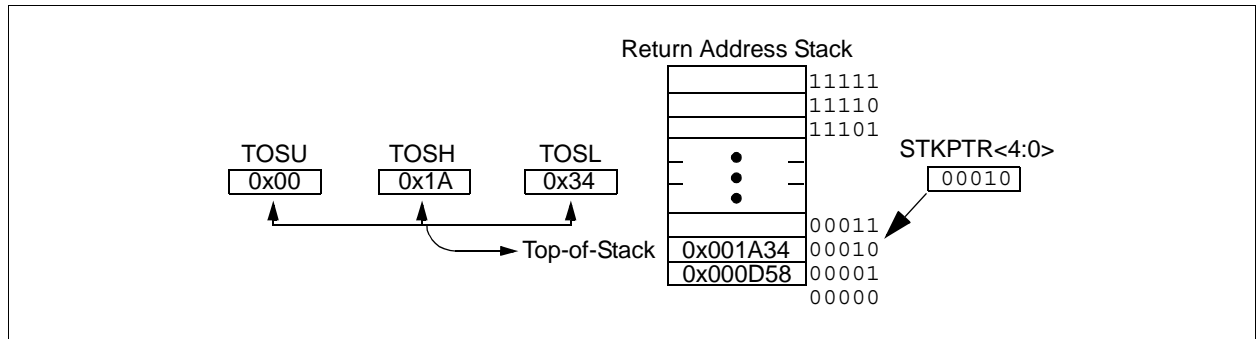 Return Address Stack
11111
11110
11101
TOSU TOSH TOSL
0x00 0x1A 0x34
STKPTR<4:0>
00010
00011
Top-of-Stack 0x001A34 00010
0x000D58 00001
00000